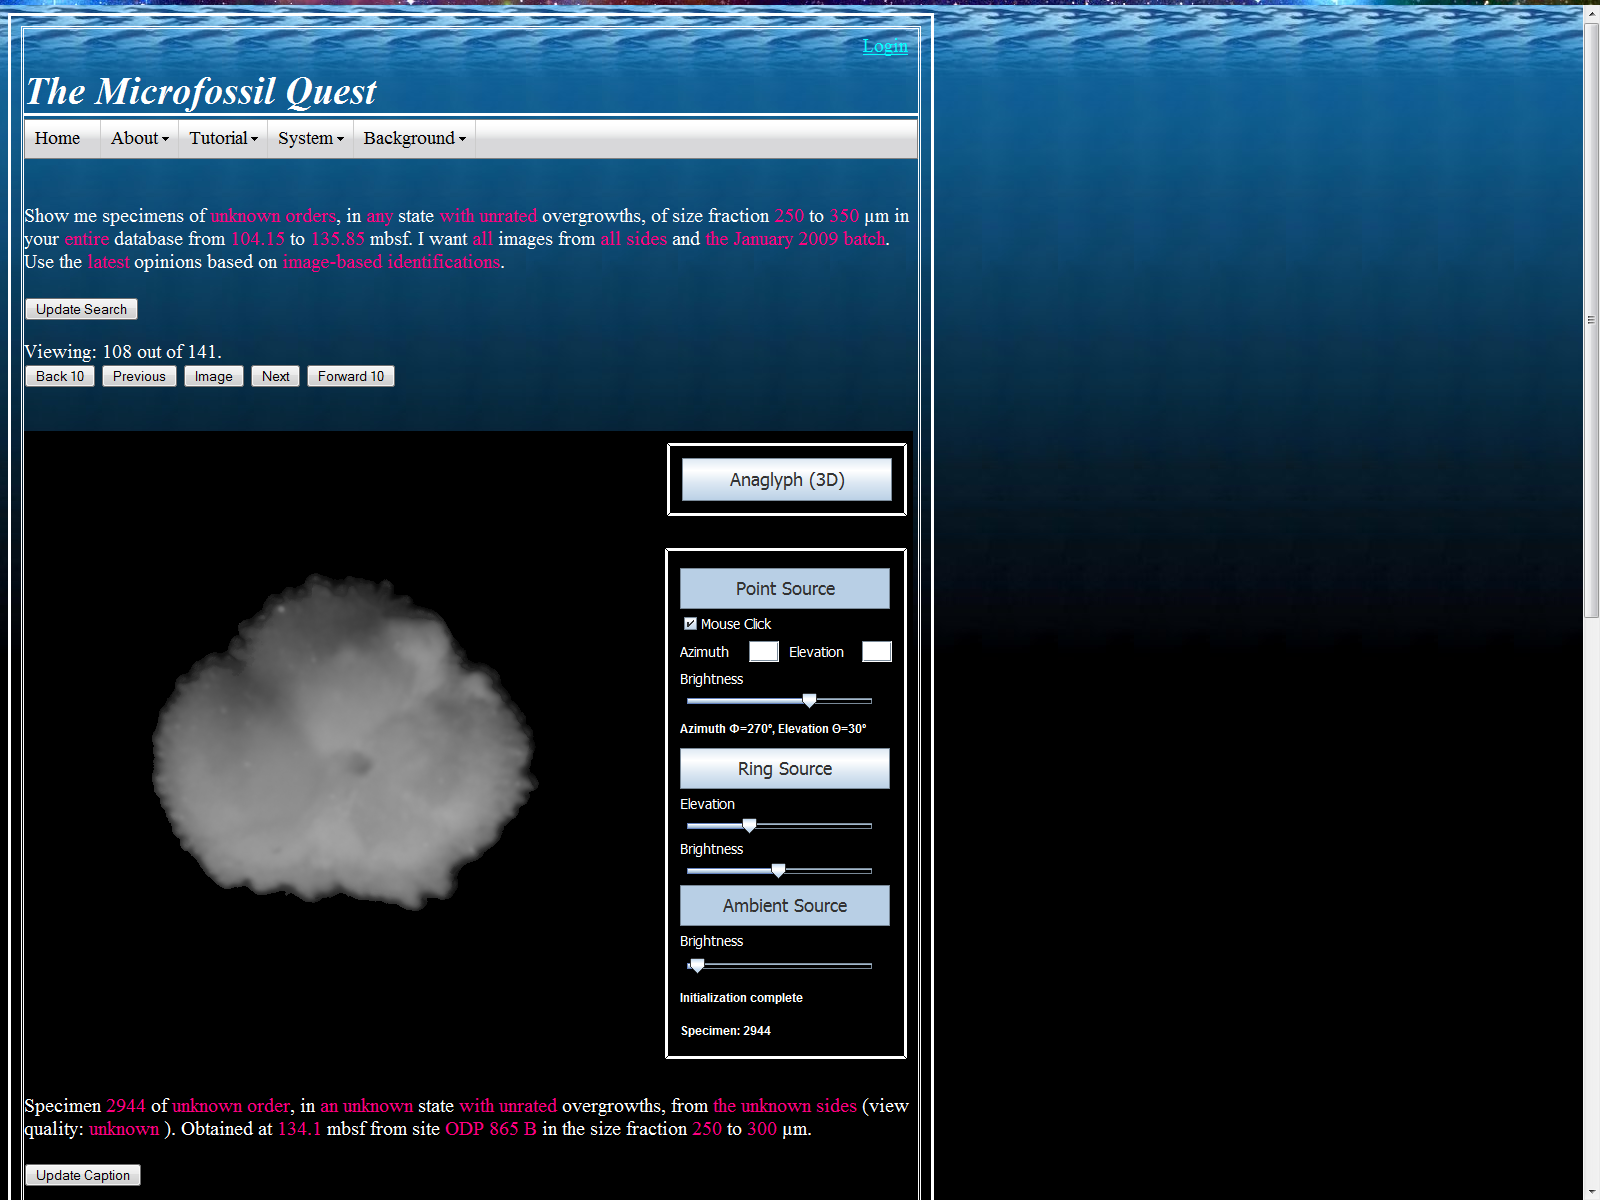 Login
The Microfossil Quest
Home About Tutorial System Background
Show me specimens of unknown orders, in any state with unrated overgrowths, of size fraction 250 to 350 µm in
your entire database from 104.15 to 135.85 mbsf. I want all images from all sides and the January 2009 batch.
Use the latest opinions based on image-based identifications.
Update Search
Viewing: 108 out of 141.
Back 10 Previous Image Next Forward 10
Anaglyph (3D)
Point Source
Mouse Click
Azimuth Elevation
Brightness
Azimuth Φ=270º, Elevation Θ=30º
Ring Source
Elevation
Brightness
Ambient Source
Brightness
Initialization complete
Specimen: 2944
Specimen 2944 of unknown order, in an unknown state with unrated overgrowths, from the unknown sides (view
quality: unknown ). Obtained at 134.1 mbsf from site ODP 865 B in the size fraction 250 to 300 µm.
Update Caption